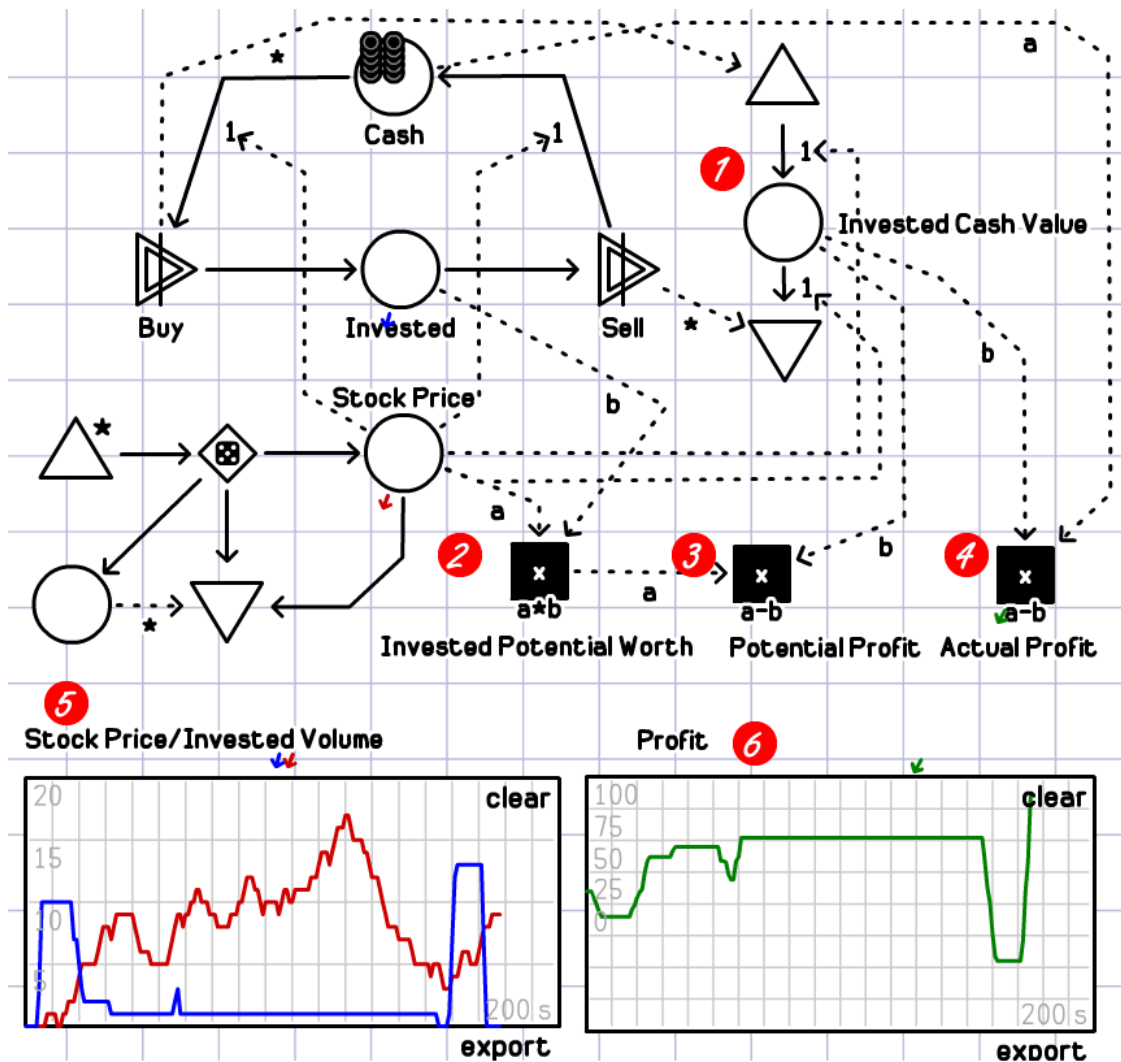 a
*
Cash
1
1
1
1
Invested Cash Value
1
Buy
Invested
Sell
*
b
Stock Price
b
*
a
2
3
b
4
x
x
x
a*b
a
a-b
a-b
*
Invested Potential Worth
Potential Profit
Actual Profit
5
Stock Price/Invested Volume
Profit
6
20
clear
100
clear
75
15
50
25
10
0
5
200 s
200 s
export
export